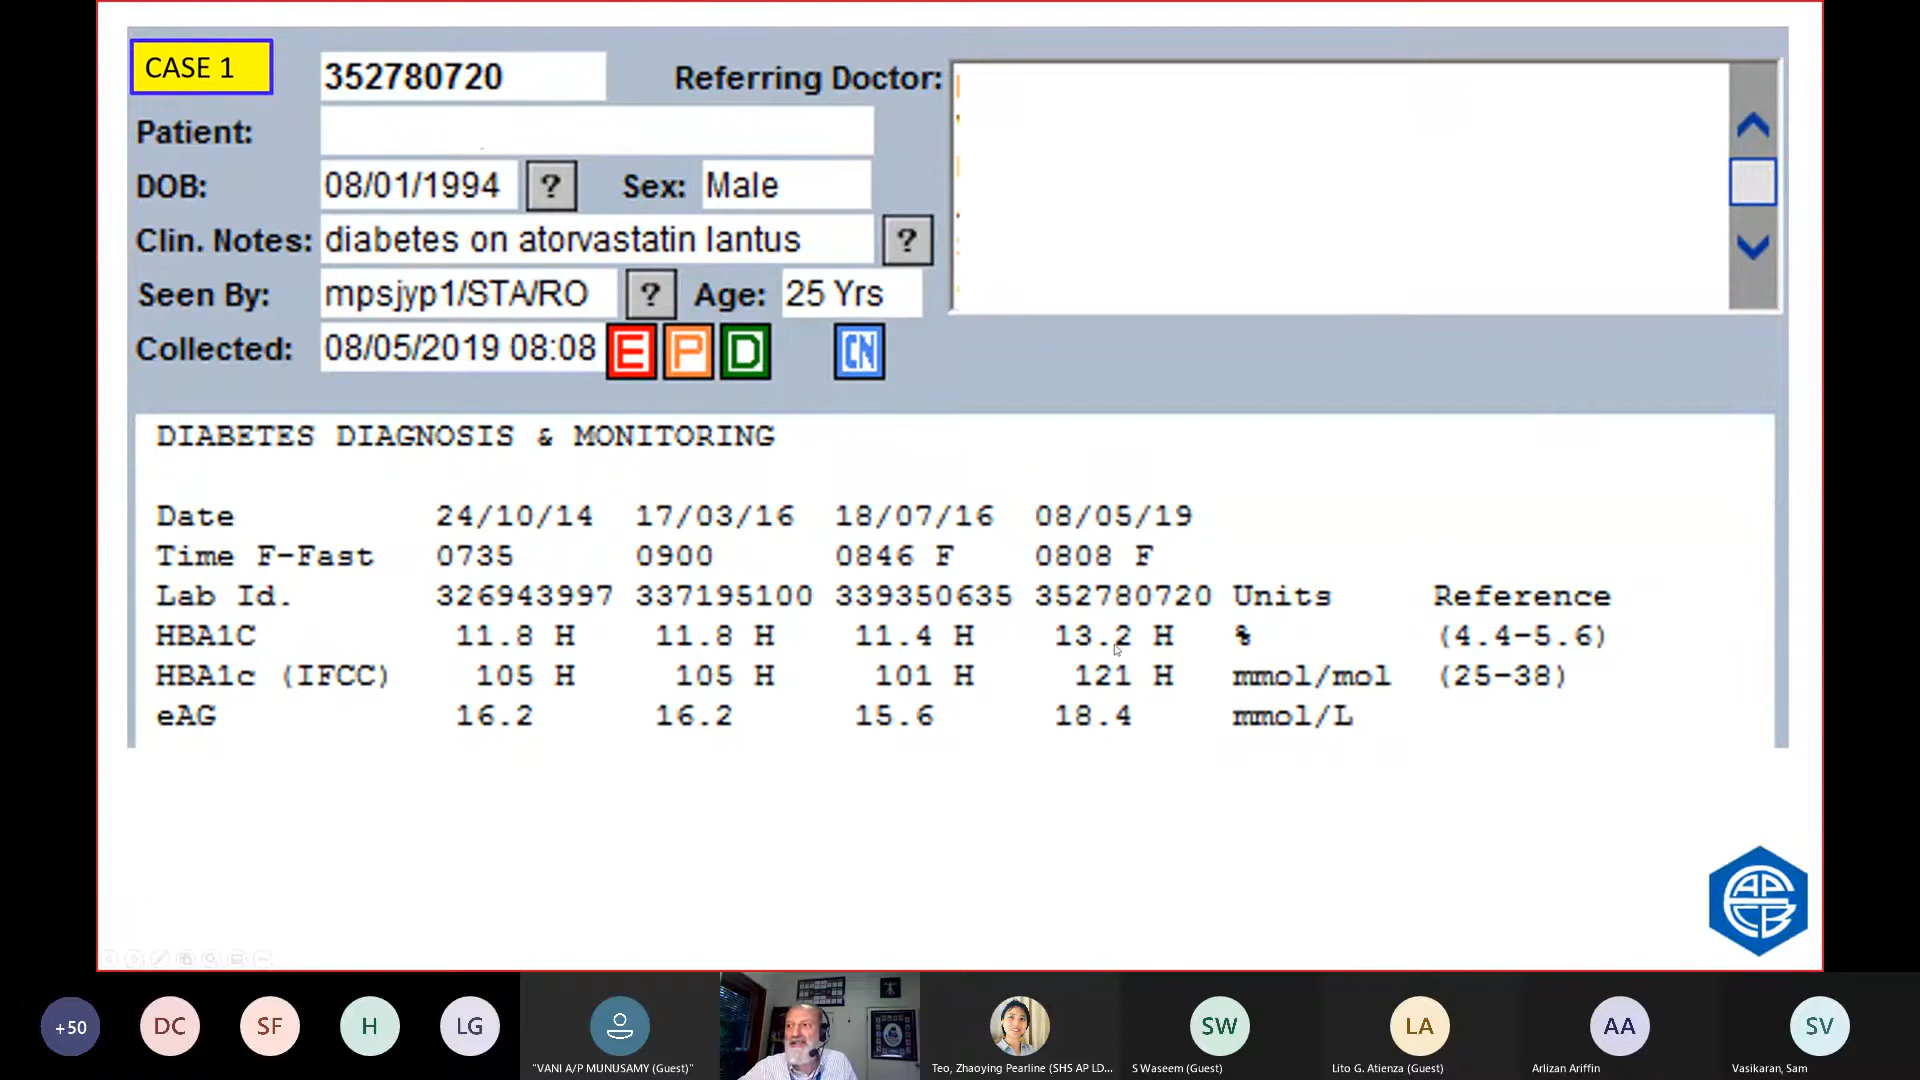 CASE 1
352780720 Referring Doctor:
Patient:
DOB: 08/01/1994 ? Sex: Male
Clin. Notes: diabetes on atorvastatin lantus ?
Seen By: mpsjyp1/STA/RO ? Age: 25 Yrs
Collected: 08/05/2019 08:08 E P D CN
DIABETES DIAGNOSIS & MONITORING
Date 24/10/14 17/03/16 18/07/16 08/05/19
Time F-Fast 0735 0900 0846 F 0808 F
Lab Id. 326943997 337195100 339350635 352780720 Units Reference
HBA1C 11.8 H 11.8 H 11.4 H 13.2 H % (4.4-5.6)
HBA1c (IFCC) 105 H 105 H 101 H 121 H mmol/mol (25-38)
eAG 16.2 16.2 15.6 18.4 mmol/L
APFCB
+50 DC SF H LG SW LA AA SV
"VANI A/P MUNUSAMY (Guest)" Teo, Zhaoying Pearline (SHS AP LD... S Waseem (Guest) Lito G. Atienza (Guest) Arlizan Ariffin Vasikaran, Sam